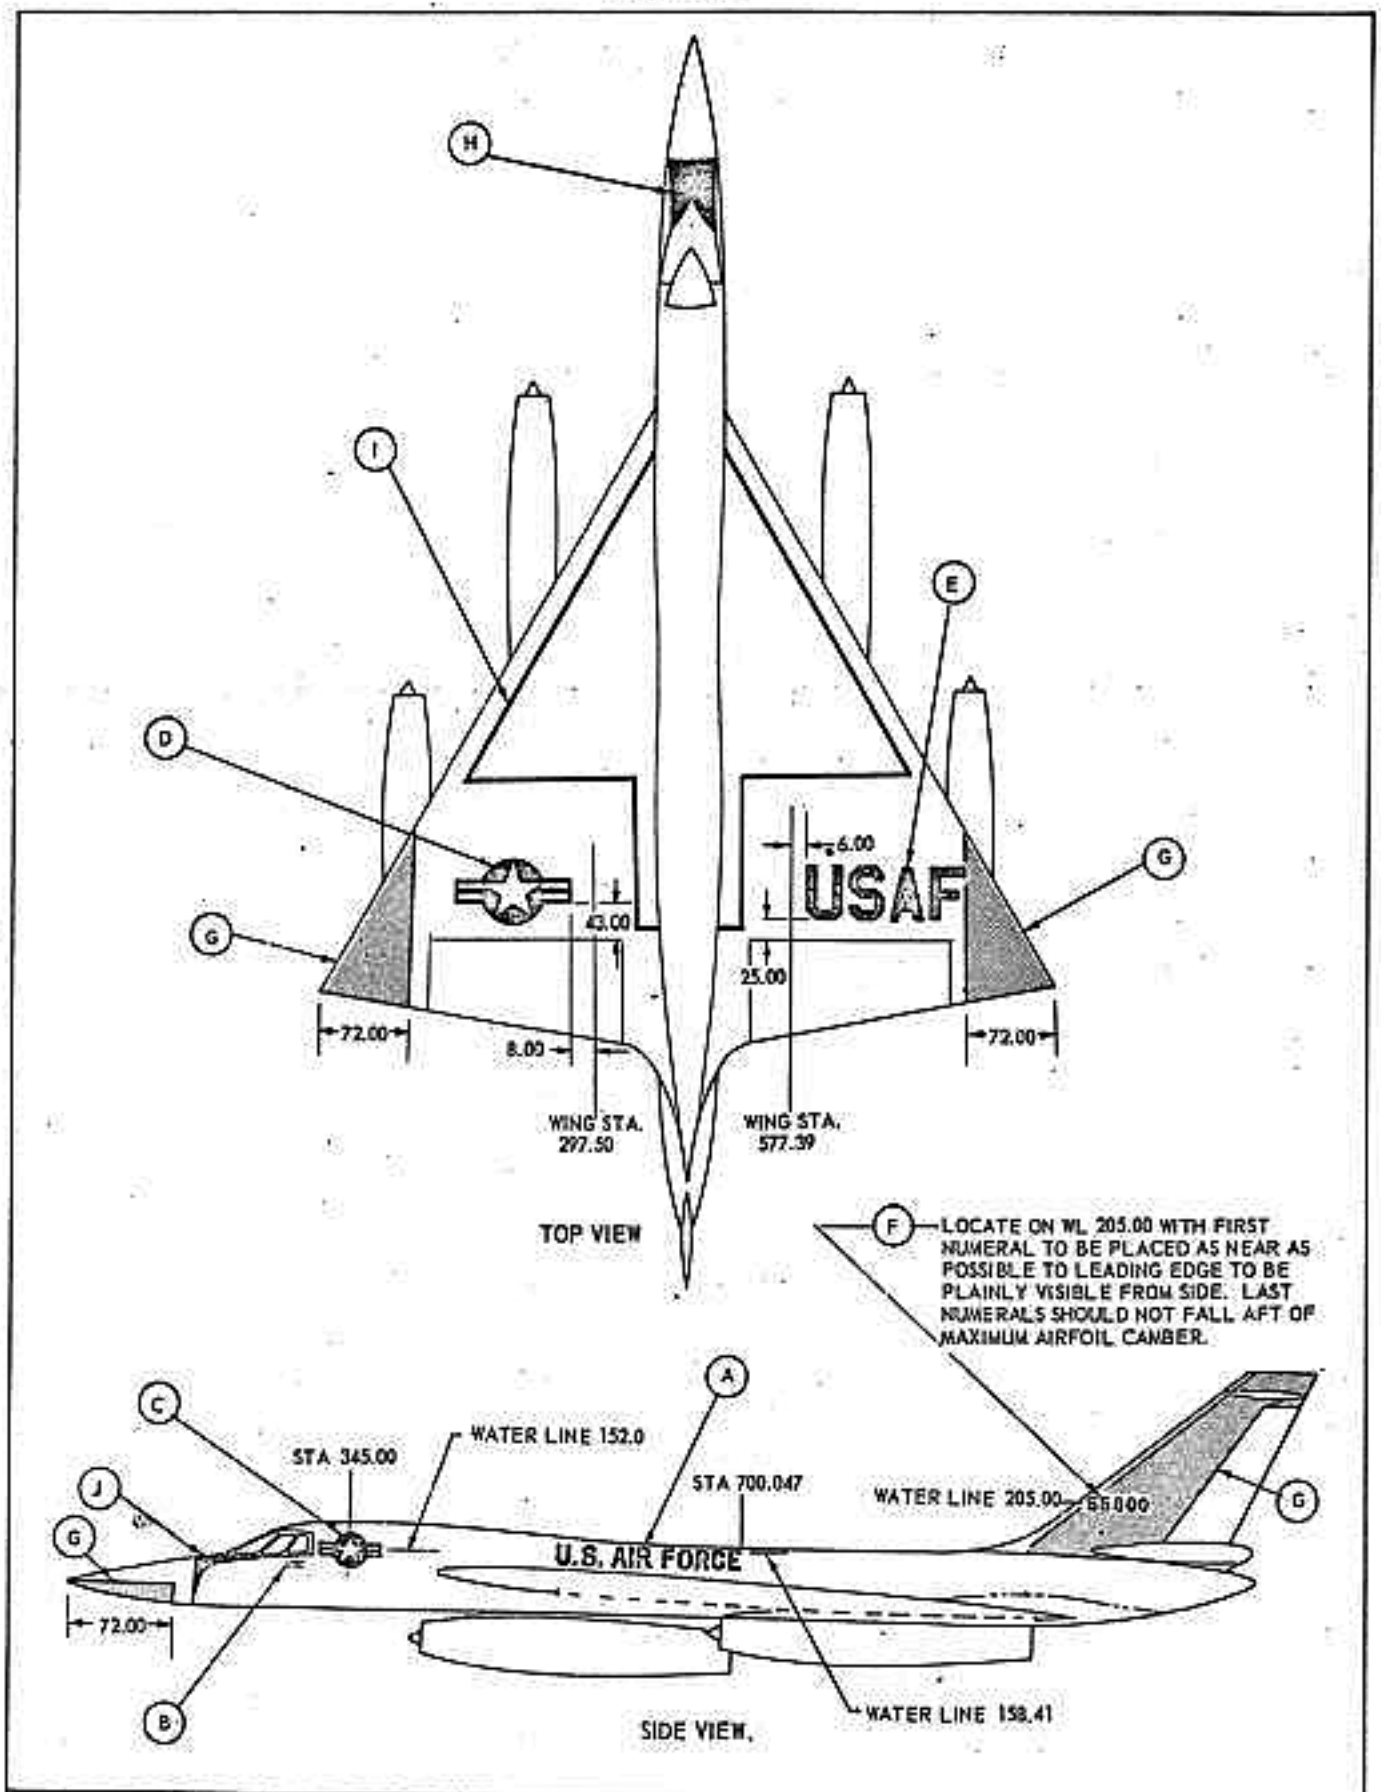 H
I
E
D
6.00
USAF
G
G
43.00
25.00
72.00
72.00
8.00
WING STA.
297.50
WING STA.
577.39
TOP VIEW
F
LOCATE ON WL 205.00 WITH FIRST
NUMERAL TO BE PLACED AS NEAR AS
POSSIBLE TO LEADING EDGE TO BE
PLAINLY VISIBLE FROM SIDE. LAST
NUMERALS SHOULD NOT FALL AFT OF
MAXIMUM AIRFOIL CAMBER.
A
C
WATER LINE 152.0
STA 345.00
STA 700.047
J
WATER LINE 205.00
G
G
U.S. AIR FORCE
72.00
B
WATER LINE 158.41
SIDE VIEW.